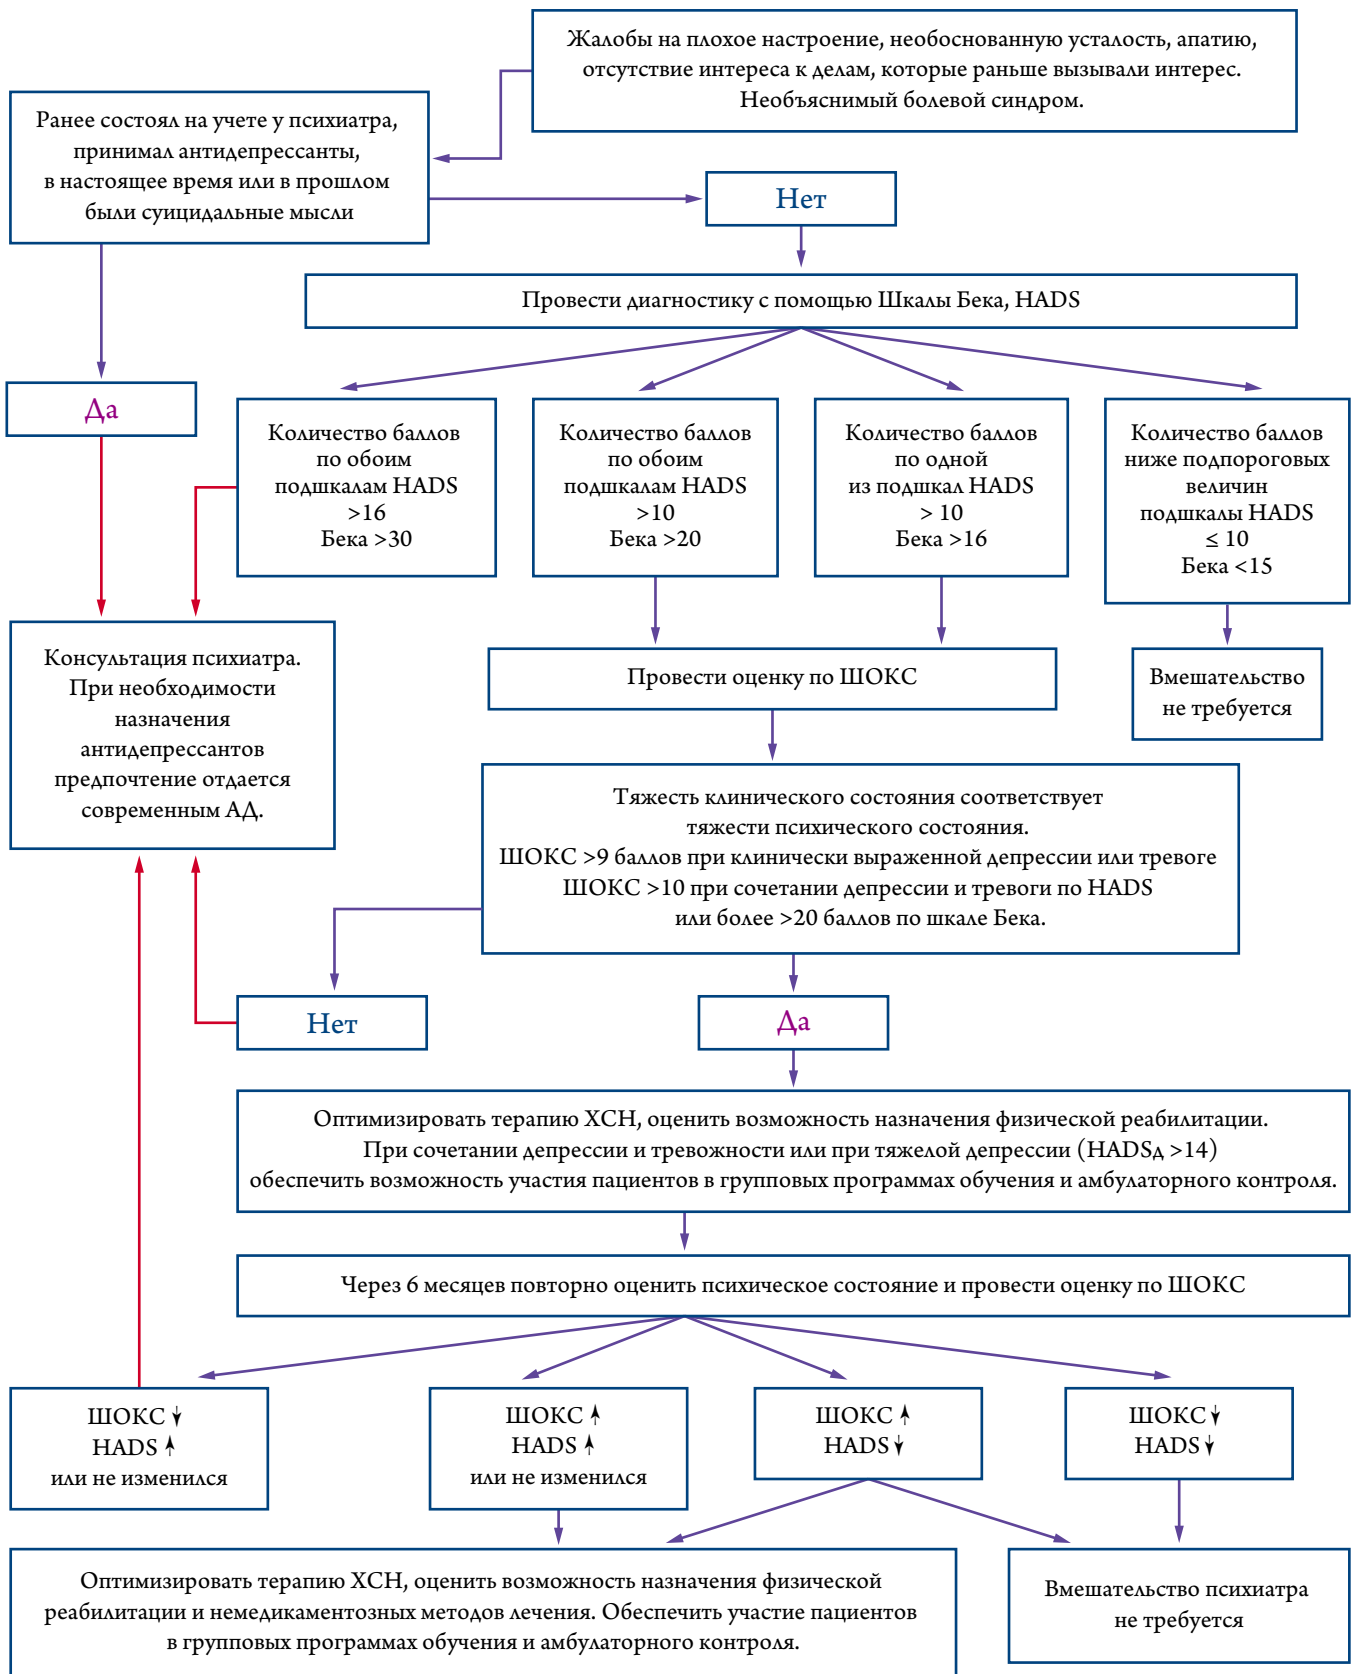 Жалобы на плохое настроение, необоснованную усталость, апатию,
отсутствие интереса к делам, которые раньше вызывали интерес.
Необъяснимый болевой синдром.
Ранее состоял на учете у психиатра,
принимал антидепрессанты,
в настоящее время или в прошлом
были суицидальные мысли
Нет
Провести диагностику с помощью Шкалы Бека, HADS
Да
Количество баллов
по обоим
подшкалам HADS
>16
Бека >30
Количество баллов
по обоим
подшкалам HADS
>10
Бека >20
Количество баллов
по одной
из подшкал HADS
> 10
Бека >16
Количество баллов
ниже подпороговых
величин
подшкалы HADS
≤ 10
Бека <15
Консультация психиатра.
При необходимости
назначения
антидепрессантов
предпочтение отдается
современным АД.
Провести оценку по ШОКС
Вмешательство
не требуется
Тяжесть клинического состояния соответствует
тяжести психического состояния.
ШОКС >9 баллов при клинически выраженной депрессии или тревоге
ШОКС >10 при сочетании депрессии и тревоги по HADS
или более >20 баллов по шкале Бека.
Нет
Да
Оптимизировать терапию ХСН, оценить возможность назначения физической реабилитации.
При сочетании депрессии и тревожности или при тяжелой депрессии (HADSд >14)
обеспечить возможность участия пациентов в групповых программах обучения и амбулаторного контроля.
Через 6 месяцев повторно оценить психическое состояние и провести оценку по ШОКС
ШОКС ↓
HADS ↑
или не изменился
ШОКС ↑
HADS ↑
или не изменился
ШОКС ↑
HADS ↓
ШОКС ↓
HADS ↓
Оптимизировать терапию ХСН, оценить возможность назначения физической
реабилитации и немедикаментозных методов лечения. Обеспечить участие пациентов
в групповых программах обучения и амбулаторного контроля.
Вмешательство психиатра
не требуется